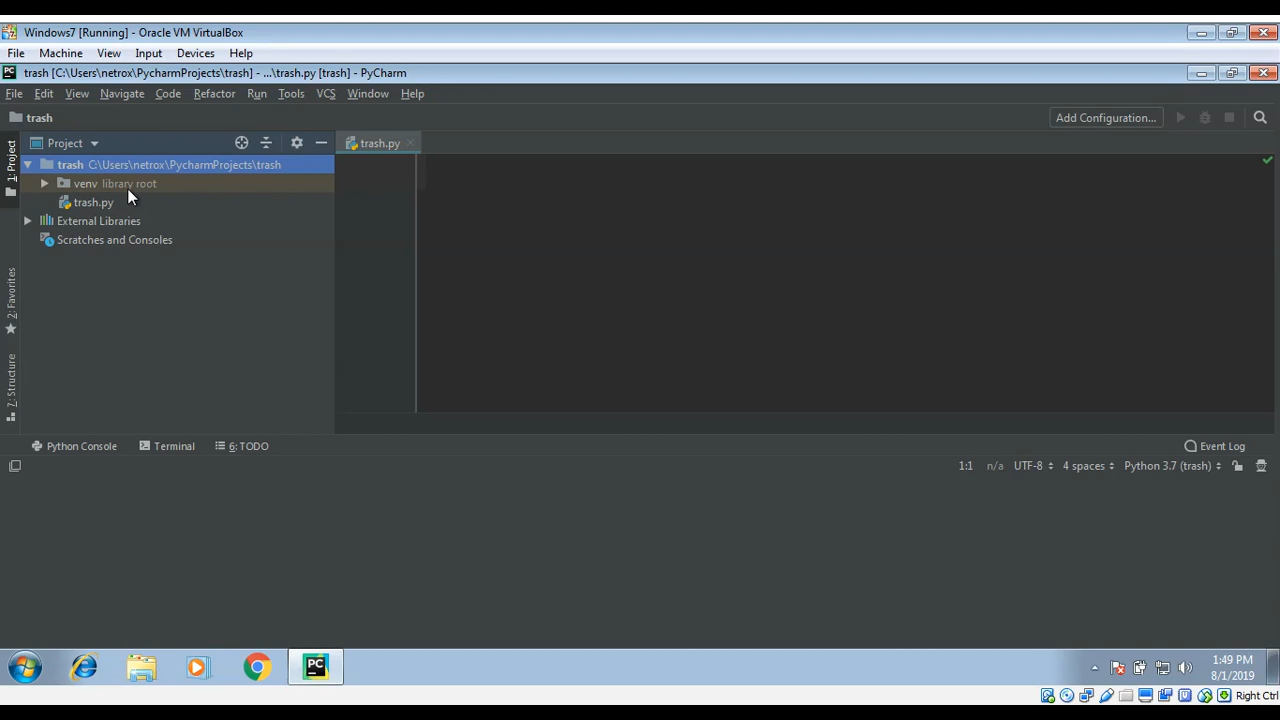 Windows7 [Running] - Oracle VM VirtualBox
File Machine View Input Devices Help
PC trash [C:\Users\netrox\PycharmProjects\trash] - ...\trash.py [trash] - PyCharm
File Edit View Navigate Code Refactor Run Tools VCS Window Help
trash Add Configuration...
1: Project
Project trash.py
trash C:\Users\netrox\PycharmProjects\trash
venv library root
trash.py
External Libraries
Scratches and Consoles
2: Favorites
7: Structure
Python Console Terminal 6: TODO Event Log
1:1 n/a UTF-8 4 spaces Python 3.7 (trash)
PC
1:49 PM
8/1/2019
Right Ctrl